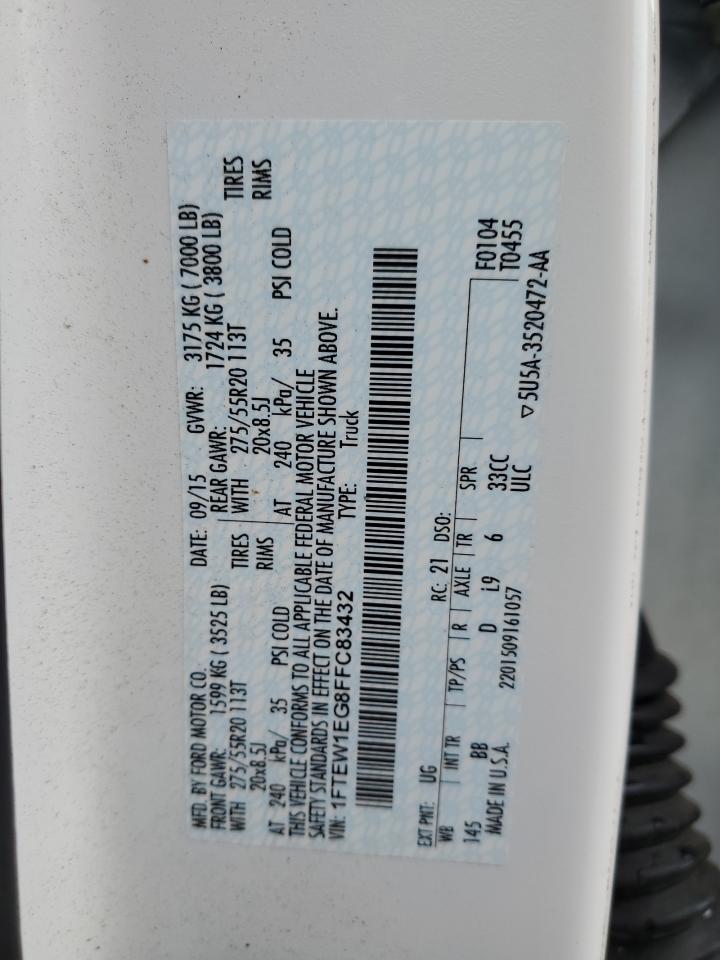 MFD. BY FORD MOTOR CO. DATE: 09/15 GVWR: 3175 KG ( 7000 LB)
FRONT GAWR: 1599 KG ( 3525 LB) REAR GAWR: 1724 KG ( 3800 LB)
WITH 275/55R20 113T TIRES WITH 275/55R20 113T TIRES
20x8.5J RIMS 20x8.5J RIMS
AT 240 kPa/ 35 PSI COLD AT 240 kPa/ 35 PSI COLD
THIS VEHICLE CONFORMS TO ALL APPLICABLE FEDERAL MOTOR VEHICLE
SAFETY STANDARDS IN EFFECT ON THE DATE OF MANUFACTURE SHOWN ABOVE.
VIN: 1FTEW1EG8FFC83432 TYPE: Truck
EXT PNT: UG RC: 21 DSO:
WB INT TR TP/PS R AXLE TR SPR F0104
145 BB D L9 6 33CC T0455
MADE IN U.S.A. 2201509161057 ULC
▽5U5A-3520472-AA